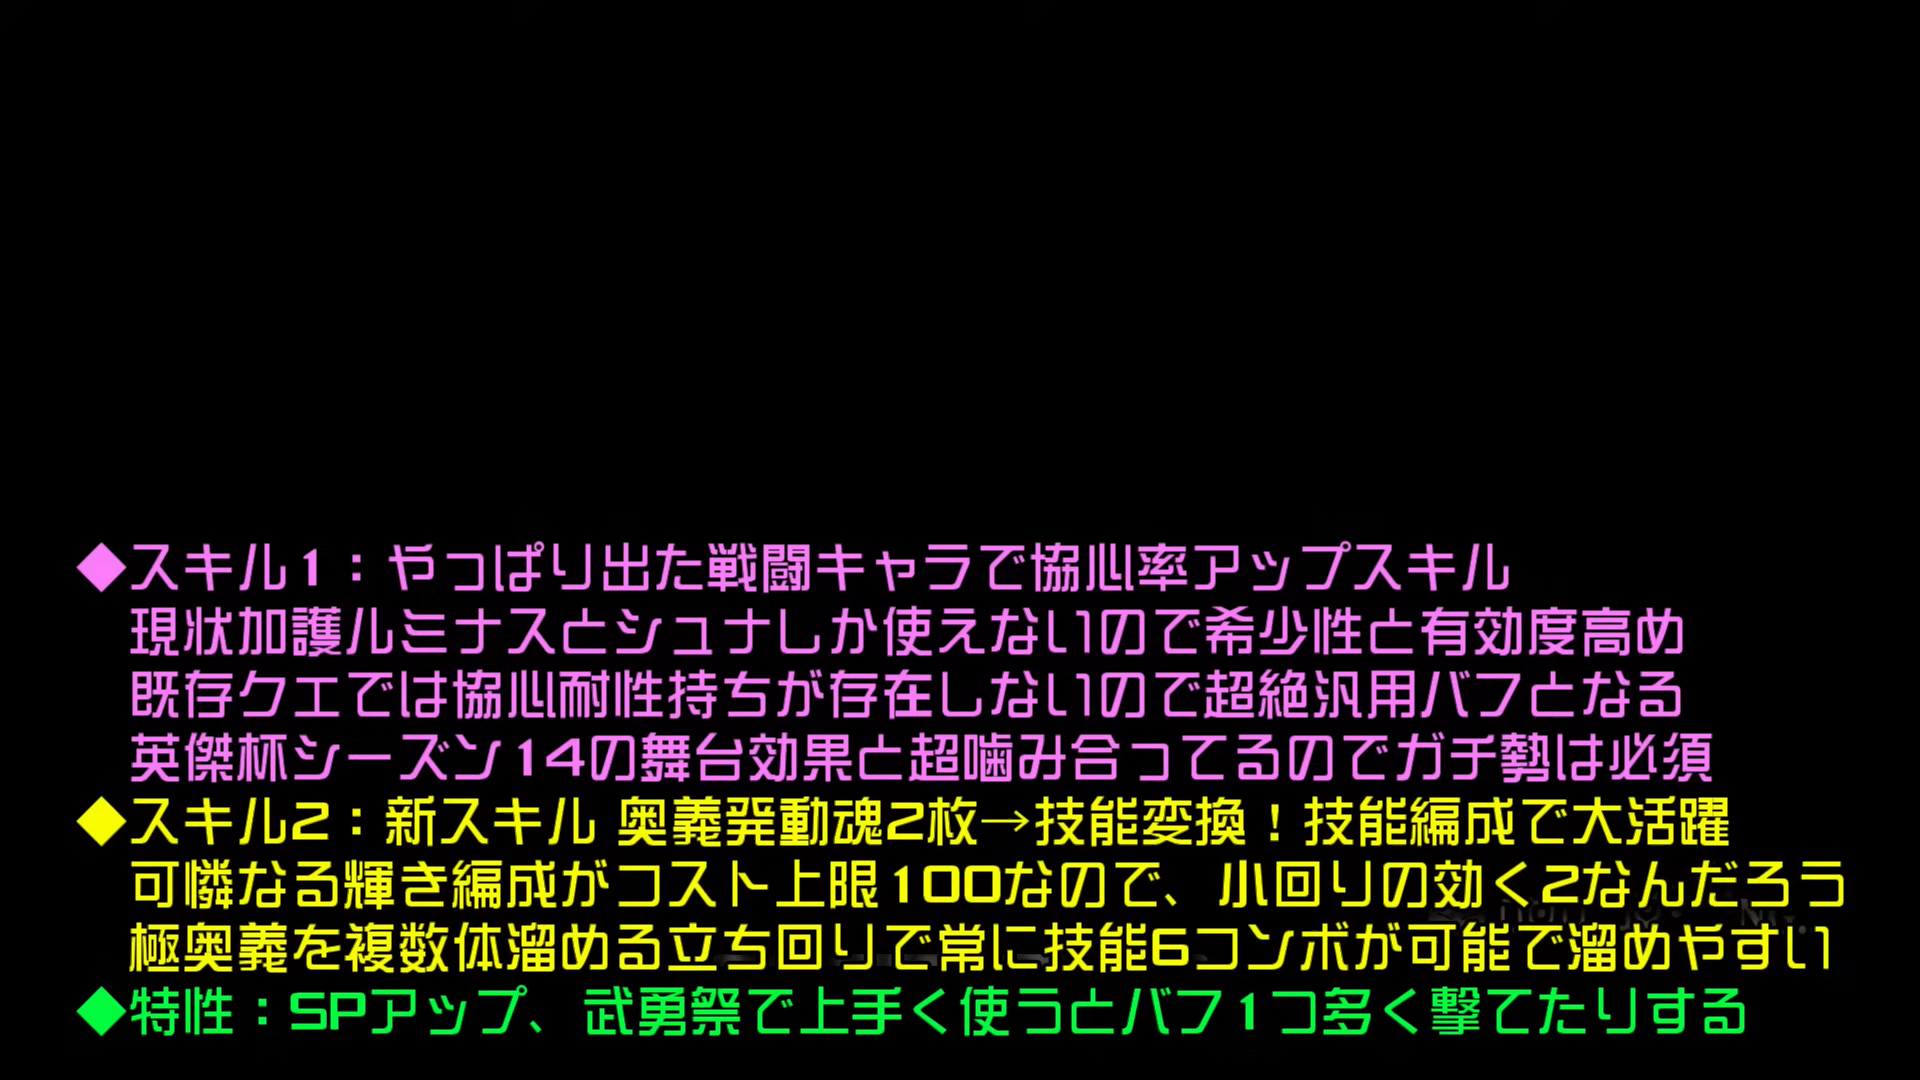 ◆スキル1：やっぱり出た戦闘キャラで協心率アップスキル
現状加護ルミナスとシュナしか使えないので希少性と有効度高め
既存クエでは協心耐性持ちが存在しないので超絶汎用バフとなる
英傑杯シーズン14の舞台効果と超噛み合ってるのでガチ勢は必須
◆スキル2：新スキル 奥義発動魂2枚→技能変換！技能編成で大活躍
可憐なる輝き編成がコスト上限100なので、小回りの効く2なんだろう
極奥義を複数体溜める立ち回りで常に技能6コンボが可能で溜めやすい
◆特性：SPアップ、武勇祭で上手く使うとバフ1つ多く撃てたりする